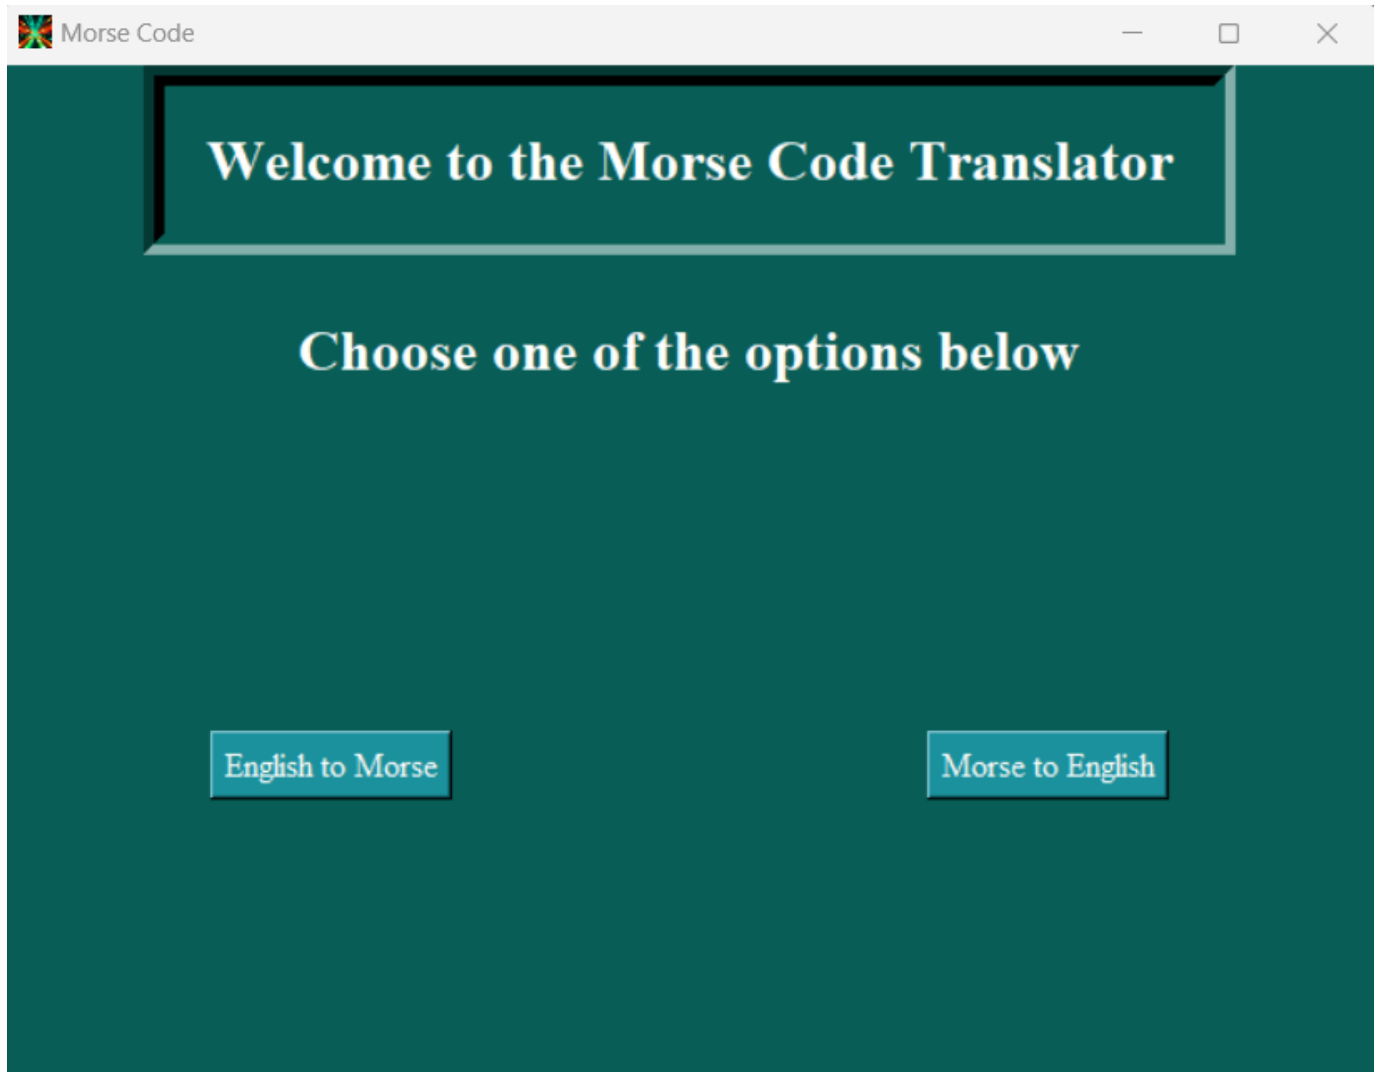 Morse Code
Welcome to the Morse Code Translator
Choose one of the options below
English to Morse
Morse to English